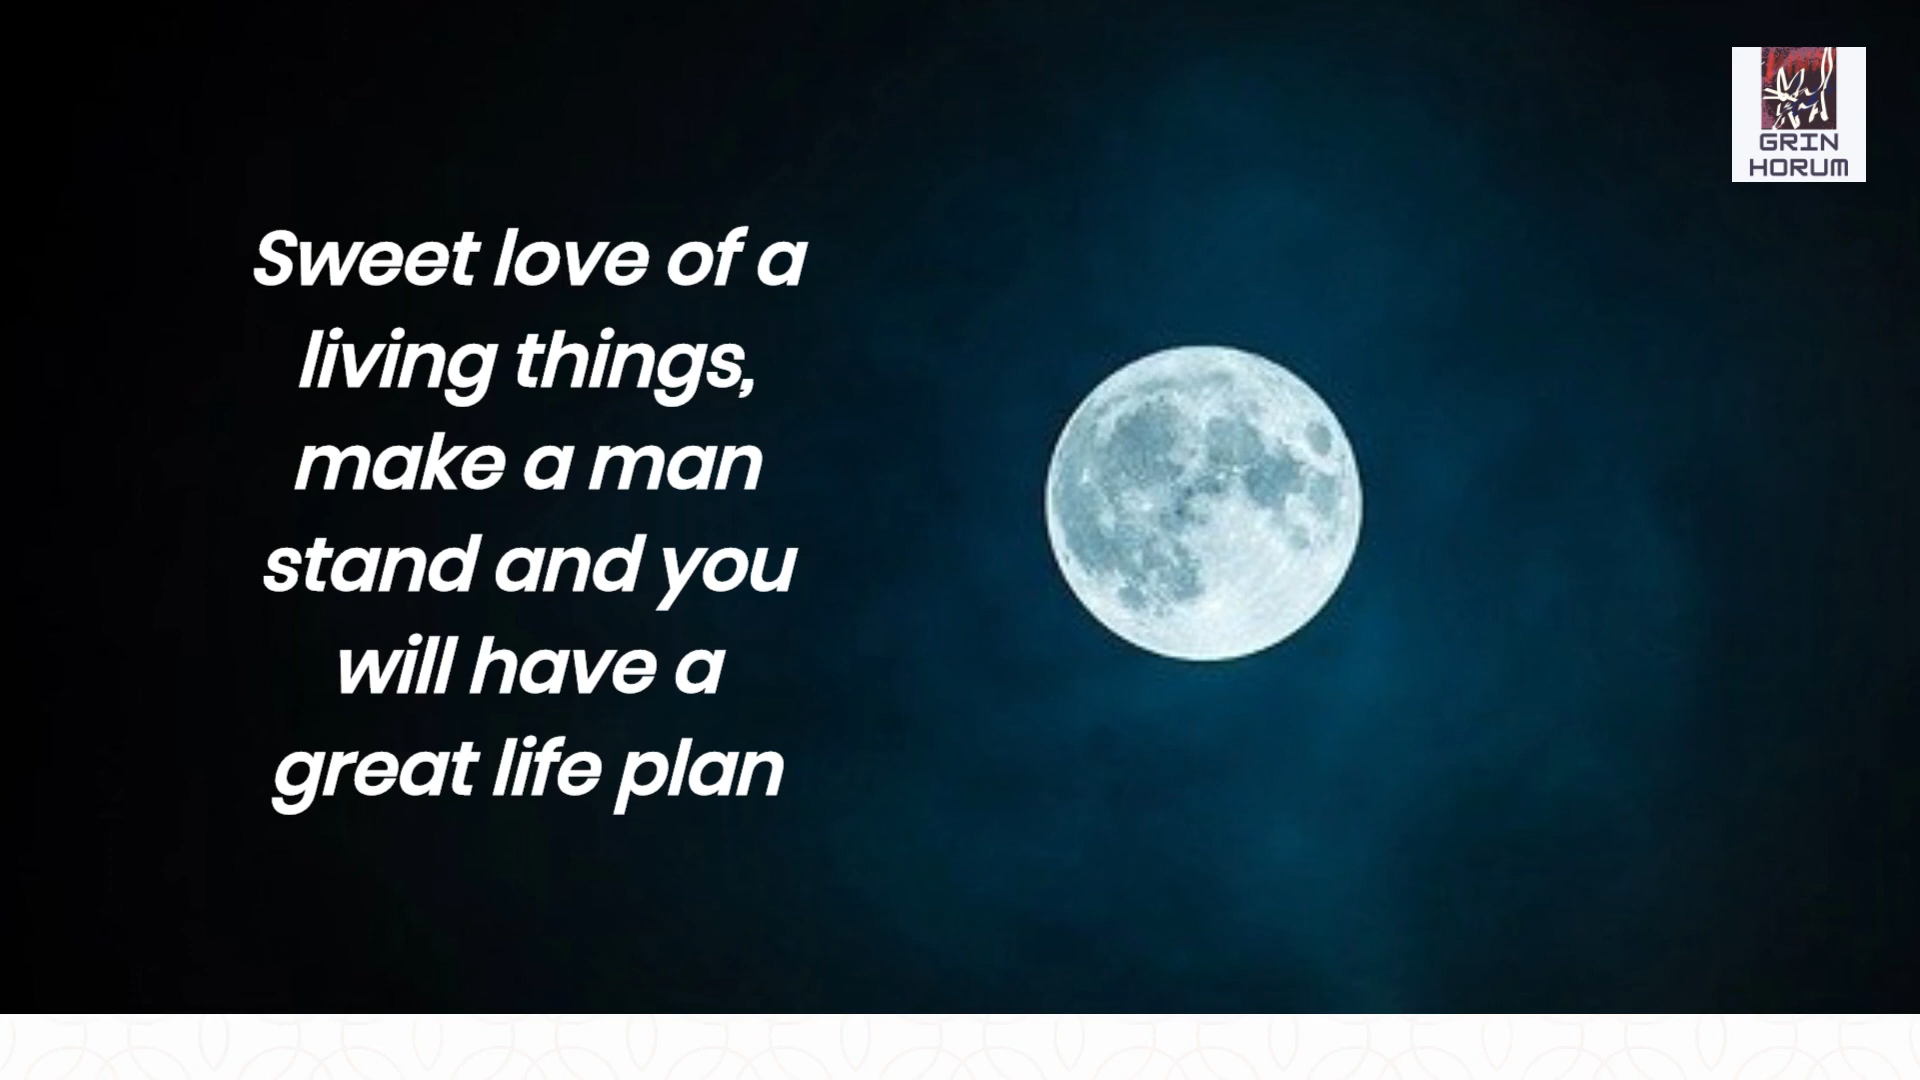 GRIN
HORUM
Sweet love of a
living things,
make a man
stand and you
will have a
great life plan